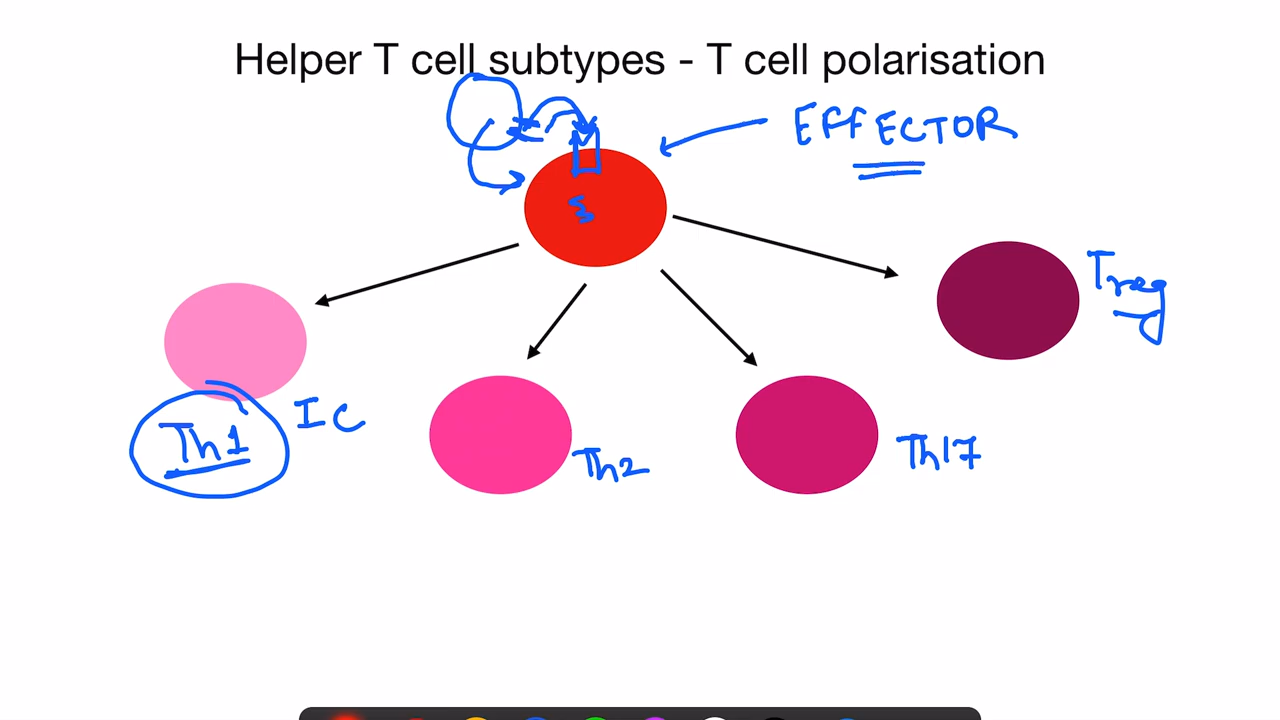 Helper T cell subtypes - T cell polarisation
EFFECTOR
Treg
Th1
IC
Th2
Th17